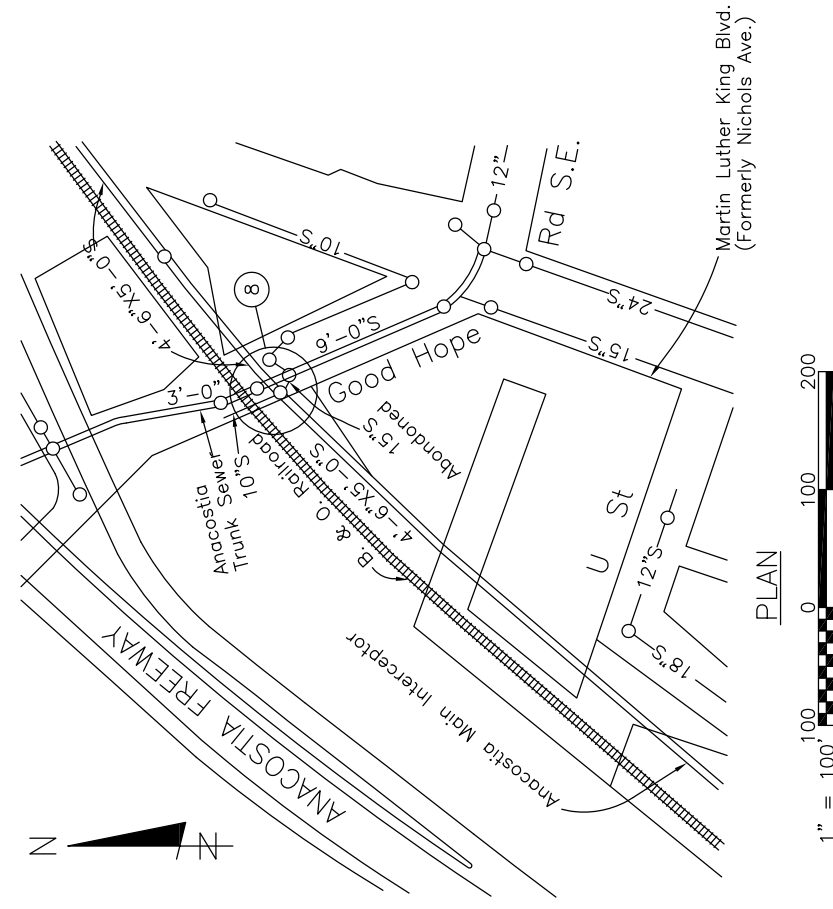 Martin Luther King Blvd.
(Formerly Nichols Ave.)
4'-6"X5'-0"S
10"S
12"
Rd S.E.
8
9'-0"S
24"S
3'-0"
Good Hope
15"S
Anacostia
Trunk Sewer
10"S
15"S
Abandoned
B. & O. Railroad
4'-6"X5'-0"S
U St
12"S
18"S
ANACOSTIA FREEWAY
Anacostia Main Interceptor
N
N
PLAN
100
0
100
200
1" = 100'